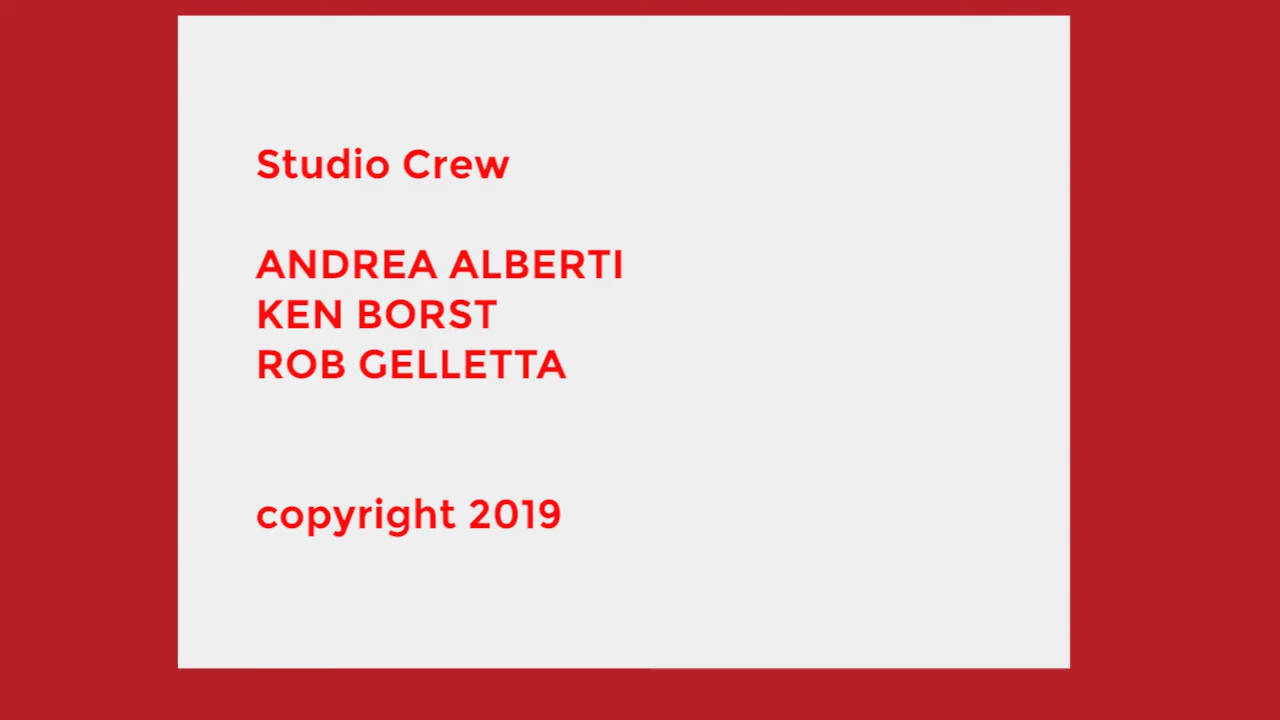 Studio Crew
ANDREA ALBERTI
KEN BORST
ROB GELLETTA
copyright 2019